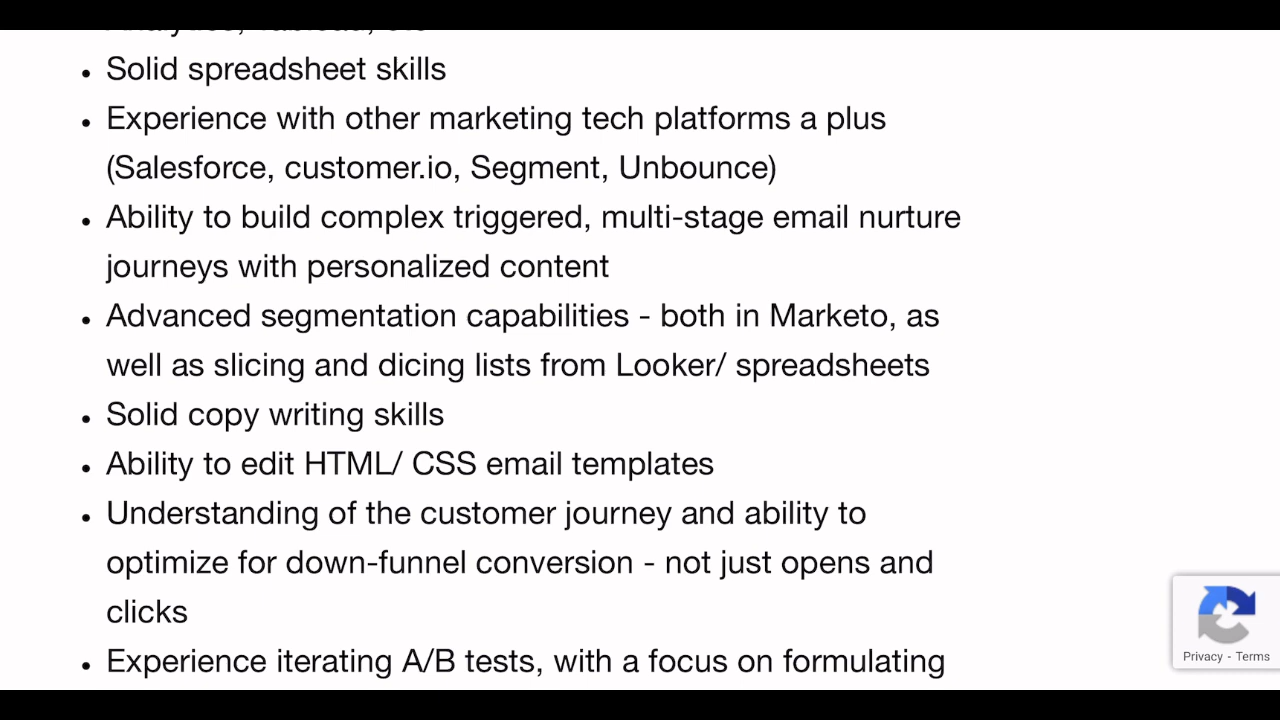 • Solid spreadsheet skills
• Experience with other marketing tech platforms a plus
(Salesforce, customer.io, Segment, Unbounce)
• Ability to build complex triggered, multi-stage email nurture
journeys with personalized content
• Advanced segmentation capabilities - both in Marketo, as
well as slicing and dicing lists from Looker/ spreadsheets
• Solid copy writing skills
• Ability to edit HTML/ CSS email templates
• Understanding of the customer journey and ability to
optimize for down-funnel conversion - not just opens and
clicks
• Experience iterating A/B tests, with a focus on formulating
Privacy - Terms